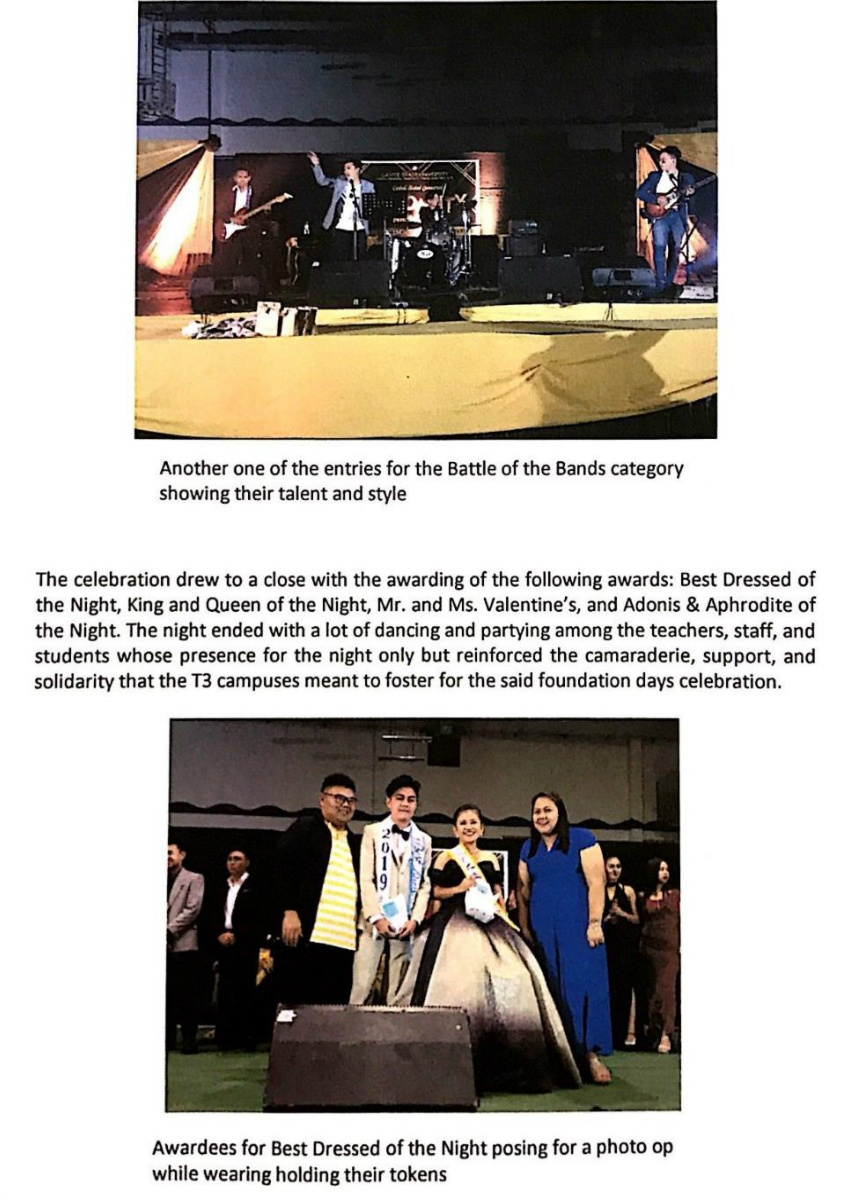 CAVITE STATE UNIVERSITY
Another one of the entries for the Battle of the Bands category
showing their talent and style
The celebration drew to a close with the awarding of the following awards: Best Dressed of
the Night, King and Queen of the Night, Mr. and Ms. Valentine's, and Adonis & Aphrodite of
the Night. The night ended with a lot of dancing and partying among the teachers, staff, and
students whose presence for the night only but reinforced the camaraderie, support, and
solidarity that the T3 campuses meant to foster for the said foundation days celebration.
2019
Awardees for Best Dressed of the Night posing for a photo op
while wearing holding their tokens